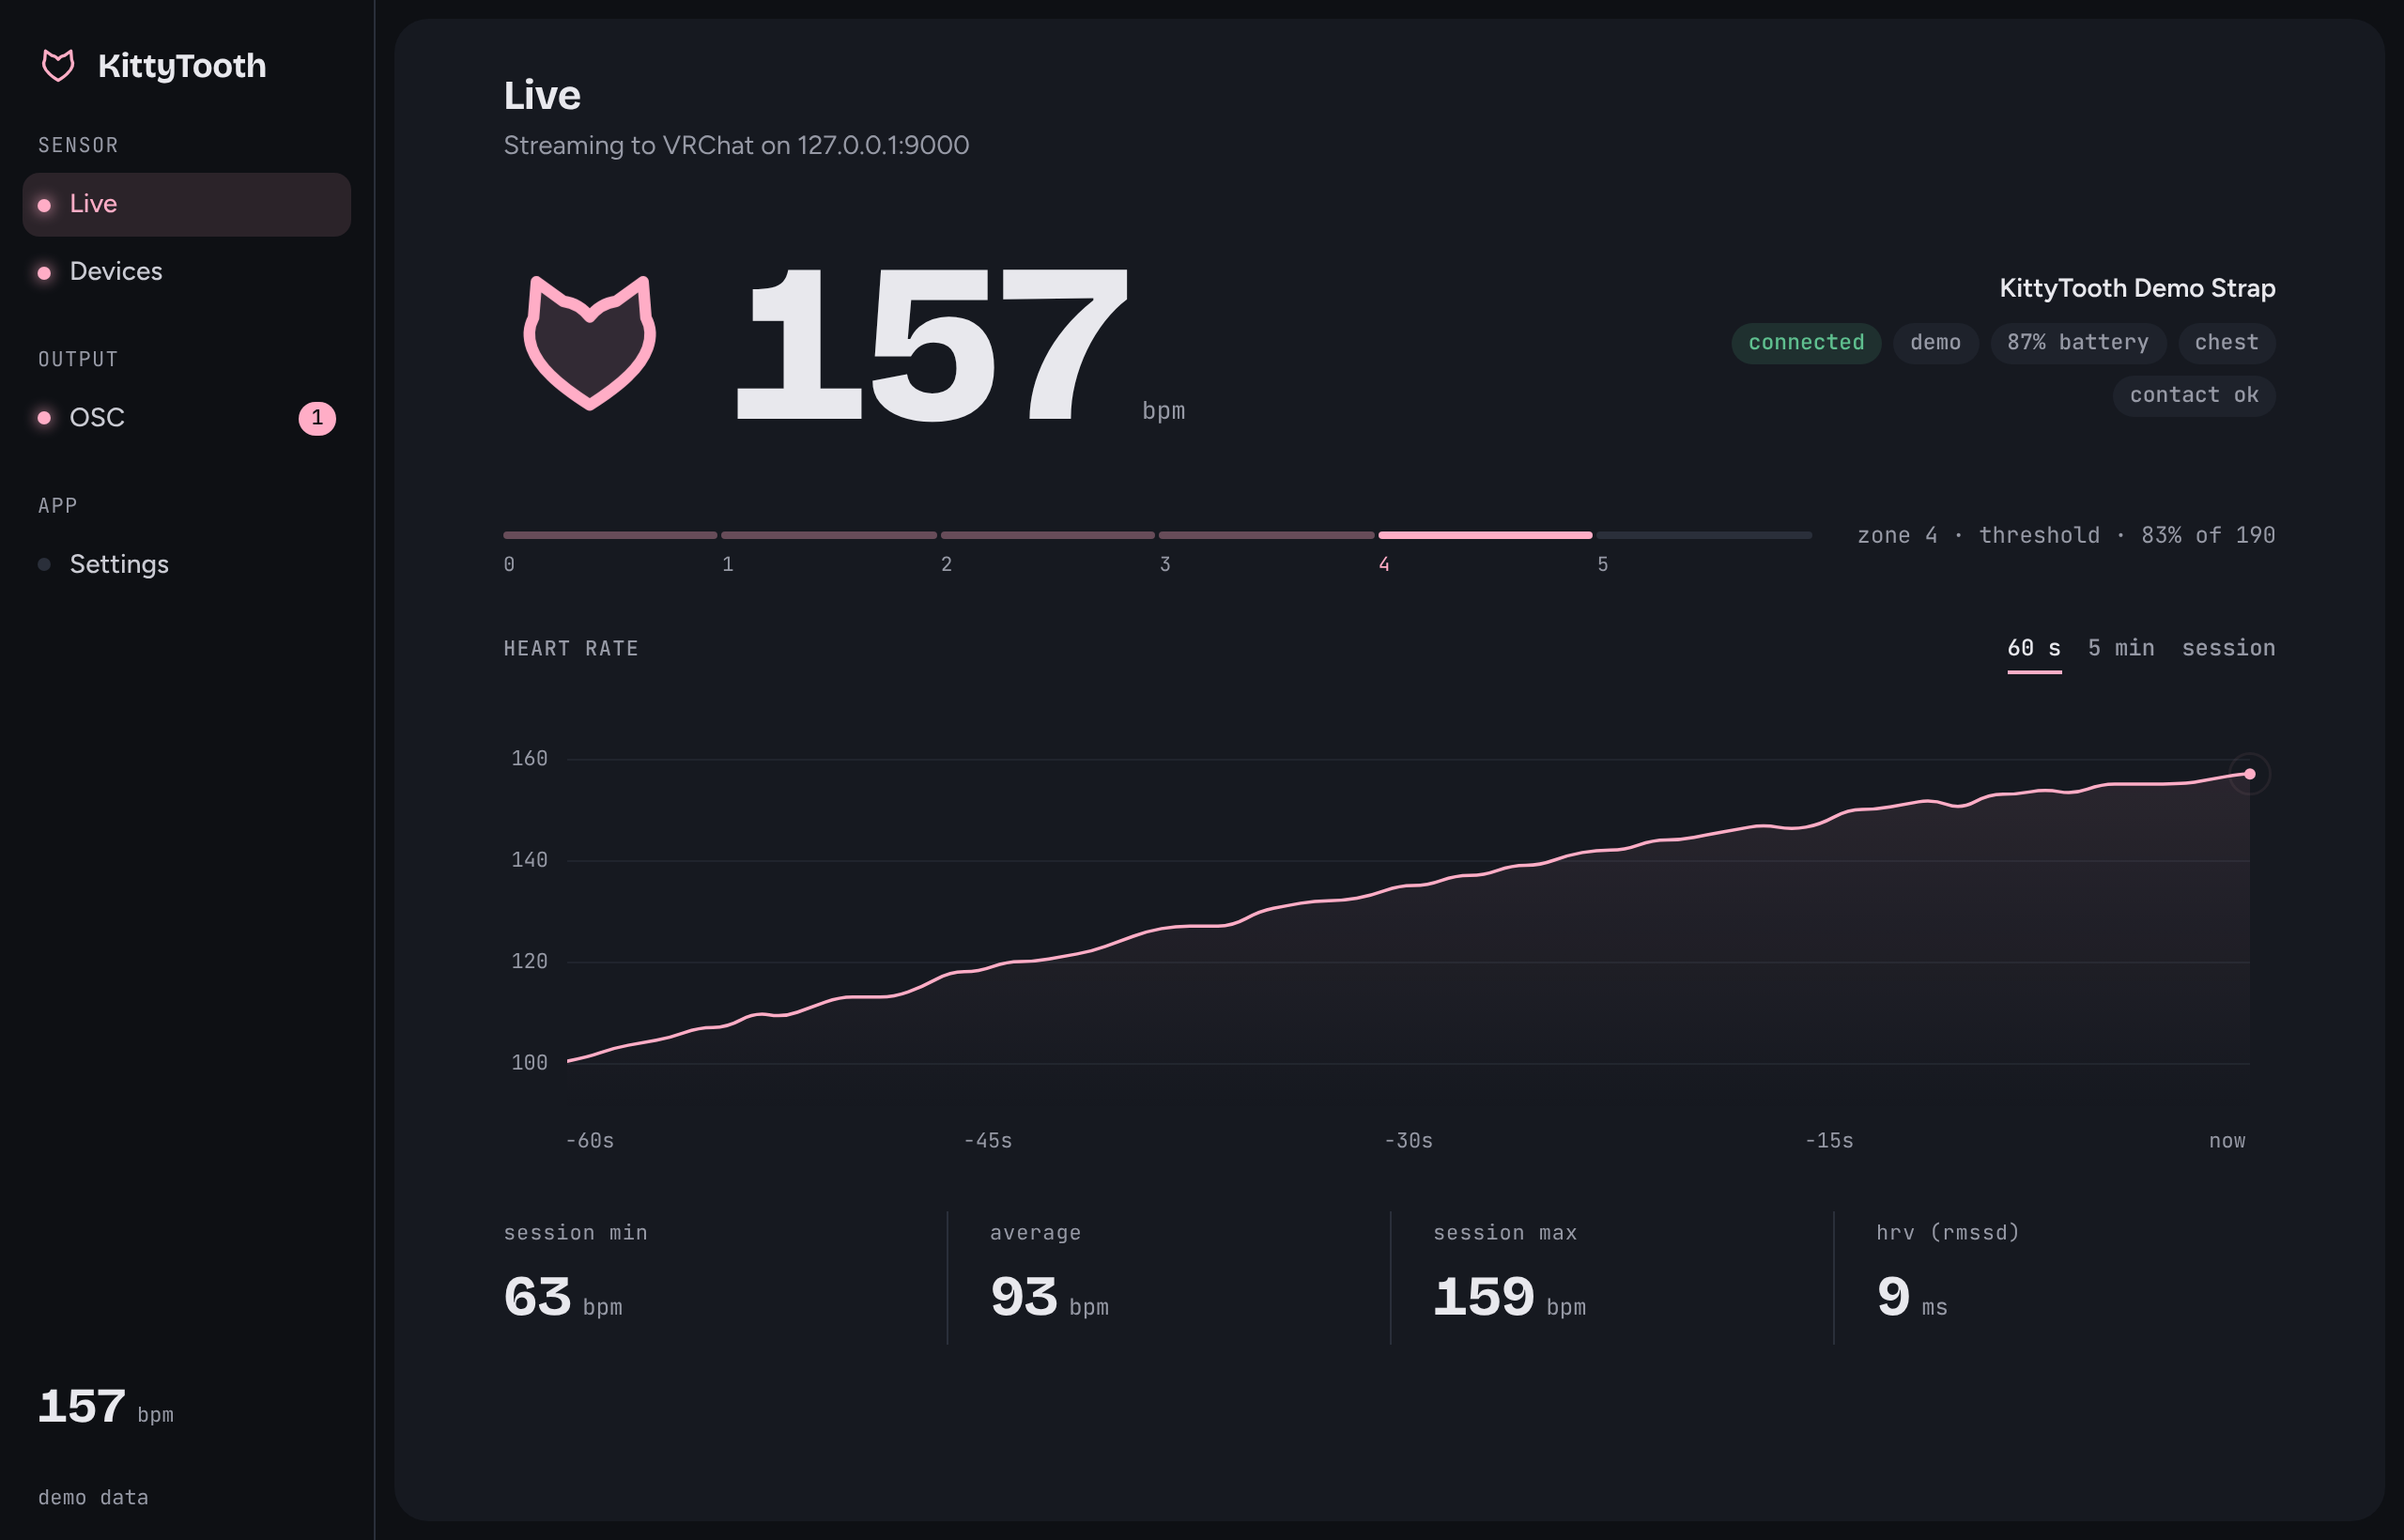 KittyTooth
SENSOR
Live
Devices
OUTPUT
OSC 1
APP
Settings
157 bpm
demo data
Live
Streaming to VRChat on 127.0.0.1:9000
157 bpm
KittyTooth Demo Strap
connected demo 87% battery chest
contact ok
zone 4 · threshold · 83% of 190
0 1 2 3 4 5
HEART RATE
60 s 5 min session
160
140
120
100
-60s -45s -30s -15s now
session min average session max hrv (rmssd)
63 bpm 93 bpm 159 bpm 9 ms